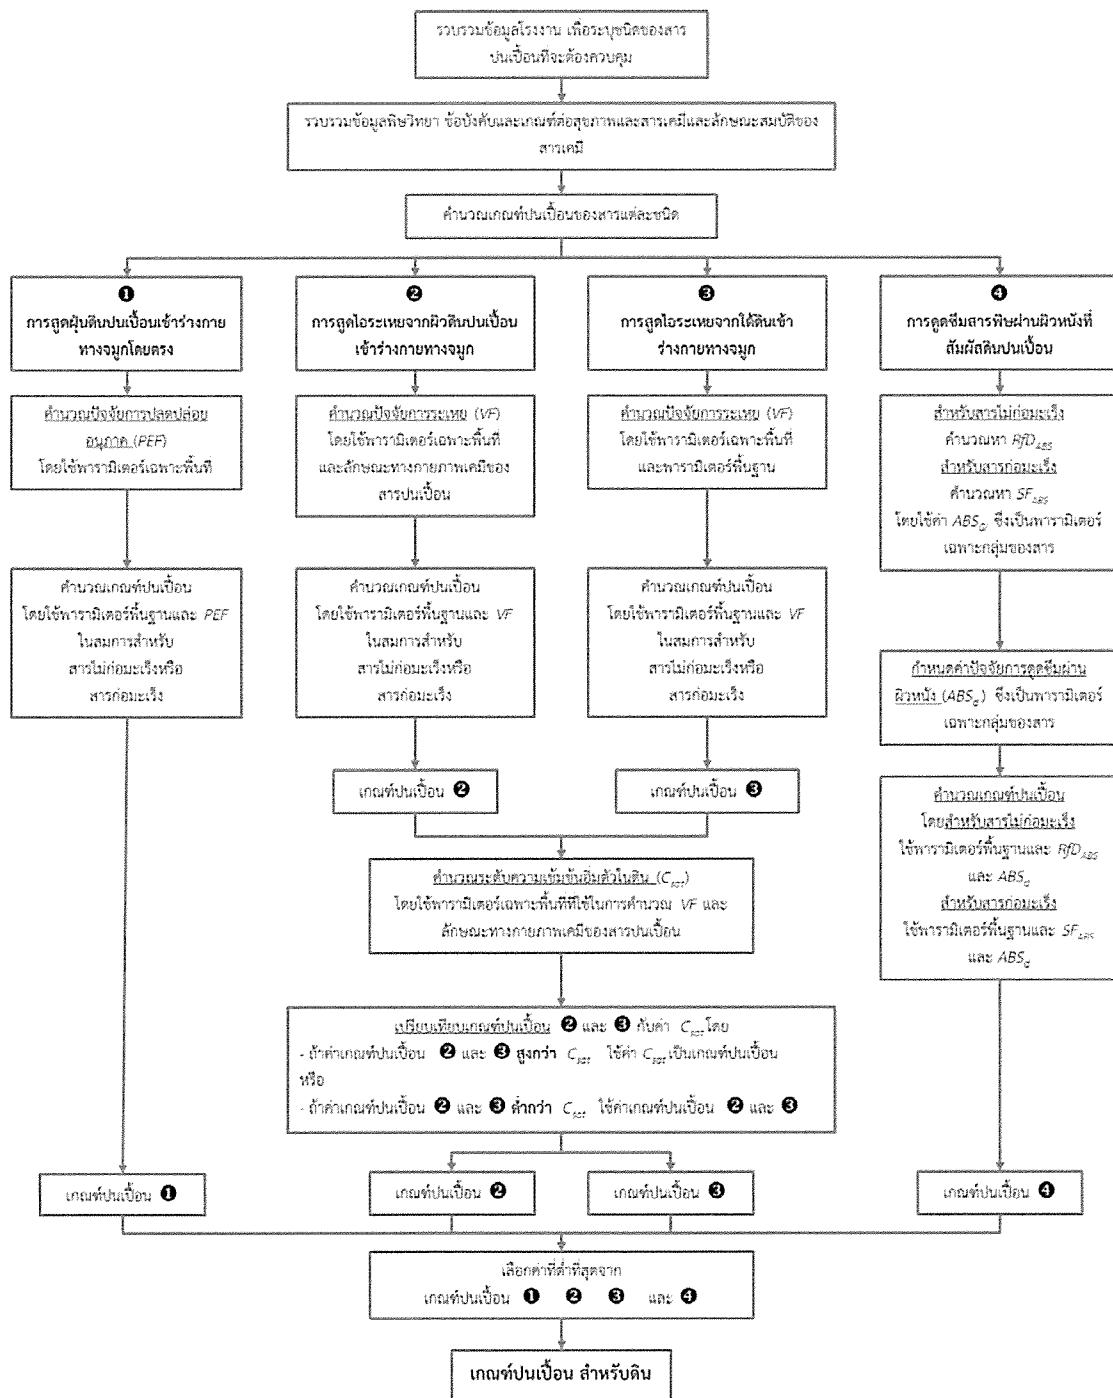 รวบรวมข้อมูลโรงงาน เพื่อระบุชนิดของสาร
ปนเปื้อนที่จะต้องควบคุม
รวบรวมข้อมูลพิษวิทยา ข้อบังคับและเกณฑ์ต่อสุขภาพและสารเคมีและลักษณะสมบัติของ
สารเคมี
คำนวณเกณฑ์ปนเปื้อนของสารแต่ละชนิด
❶
การสูดฝุ่นดินปนเปื้อนเข้าร่างกาย
ทางจมูกโดยตรง
คำนวณปัจจัยการปลดปล่อย
อนุภาค (PEF)
โดยใช้พารามิเตอร์เฉพาะพื้นที่
คำนวณเกณฑ์ปนเปื้อน
โดยใช้พารามิเตอร์พื้นฐานและ PEF
ในสมการสำหรับ
สารไม่ก่อมะเร็งหรือ
สารก่อมะเร็ง
❷
การสูดไอระเหยจากผิวดินปนเปื้อน
เข้าร่างกายทางจมูก
คำนวณปัจจัยการระเหย (VF)
โดยใช้พารามิเตอร์เฉพาะพื้นที่
และลักษณะทางกายภาพเคมีของ
สารปนเปื้อน
คำนวณเกณฑ์ปนเปื้อน
โดยใช้พารามิเตอร์พื้นฐานและ VF
ในสมการสำหรับ
สารไม่ก่อมะเร็งหรือ
สารก่อมะเร็ง
เกณฑ์ปนเปื้อน ❷
❸
การสูดไอระเหยจากใต้ดินเข้า
ร่างกายทางจมูก
คำนวณปัจจัยการระเหย (VF)
โดยใช้พารามิเตอร์เฉพาะพื้นที่
และพารามิเตอร์พื้นฐาน
คำนวณเกณฑ์ปนเปื้อน
โดยใช้พารามิเตอร์พื้นฐานและ VF
ในสมการสำหรับ
สารไม่ก่อมะเร็งหรือ
สารก่อมะเร็ง
เกณฑ์ปนเปื้อน ❸
❹
การดูดซึมสารพิษผ่านผิวหนังที่
สัมผัสดินปนเปื้อน
สำหรับสารไม่ก่อมะเร็ง
คำนวณหา RfD_ABS
สำหรับสารก่อมะเร็ง
คำนวณหา SF_ABS
โดยใช้ค่า ABS_GI ซึ่งเป็นพารามิเตอร์
เฉพาะกลุ่มของสาร
กำหนดค่าปัจจัยการดูดซึมผ่าน
ผิวหนัง (ABS_d) ซึ่งเป็นพารามิเตอร์
เฉพาะกลุ่มของสาร
คำนวณเกณฑ์ปนเปื้อน
โดยสำหรับสารไม่ก่อมะเร็ง
ใช้พารามิเตอร์พื้นฐานและ RfD_ABS
และ ABS_d
สำหรับสารก่อมะเร็ง
ใช้พารามิเตอร์พื้นฐานและ SF_ABS
และ ABS_d
คำนวณระดับความเข้มข้นอิ่มตัวในดิน (C_sat)
โดยใช้พารามิเตอร์เฉพาะพื้นที่ที่ใช้ในการคำนวณ VF และ
ลักษณะทางกายภาพเคมีของสารปนเปื้อน
เปรียบเทียบเกณฑ์ปนเปื้อน ❷ และ ❸ กับค่า C_sat โดย
- ถ้าค่าเกณฑ์ปนเปื้อน ❷ และ ❸ สูงกว่า C_sat ใช้ค่า C_sat เป็นเกณฑ์ปนเปื้อน
หรือ
- ถ้าค่าเกณฑ์ปนเปื้อน ❷ และ ❸ ต่ำกว่า C_sat ใช้ค่าเกณฑ์ปนเปื้อน ❷ และ ❸
เกณฑ์ปนเปื้อน ❶
เกณฑ์ปนเปื้อน ❷
เกณฑ์ปนเปื้อน ❸
เกณฑ์ปนเปื้อน ❹
เลือกค่าที่ต่ำที่สุดจาก
เกณฑ์ปนเปื้อน ❶ ❷ ❸ และ ❹
เกณฑ์ปนเปื้อน สำหรับดิน